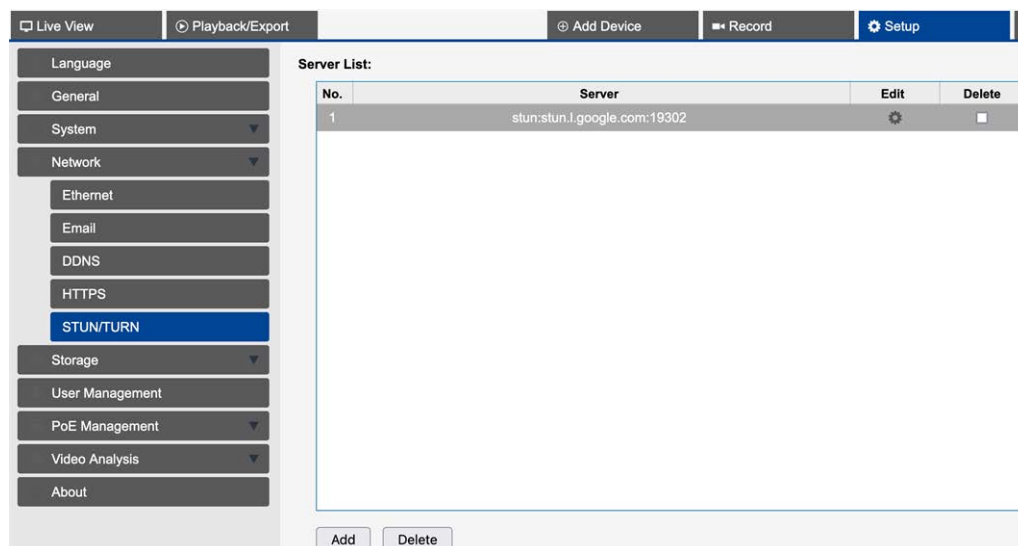 Live View Playback/Export Add Device Record Setup
Language
General
System
Network
Ethernet
Email
DDNS
HTTPS
STUN/TURN
Storage
User Management
PoE Management
Video Analysis
About
Server List:
No. Server Edit Delete
1 stun:stun.l.google.com:19302
Add Delete